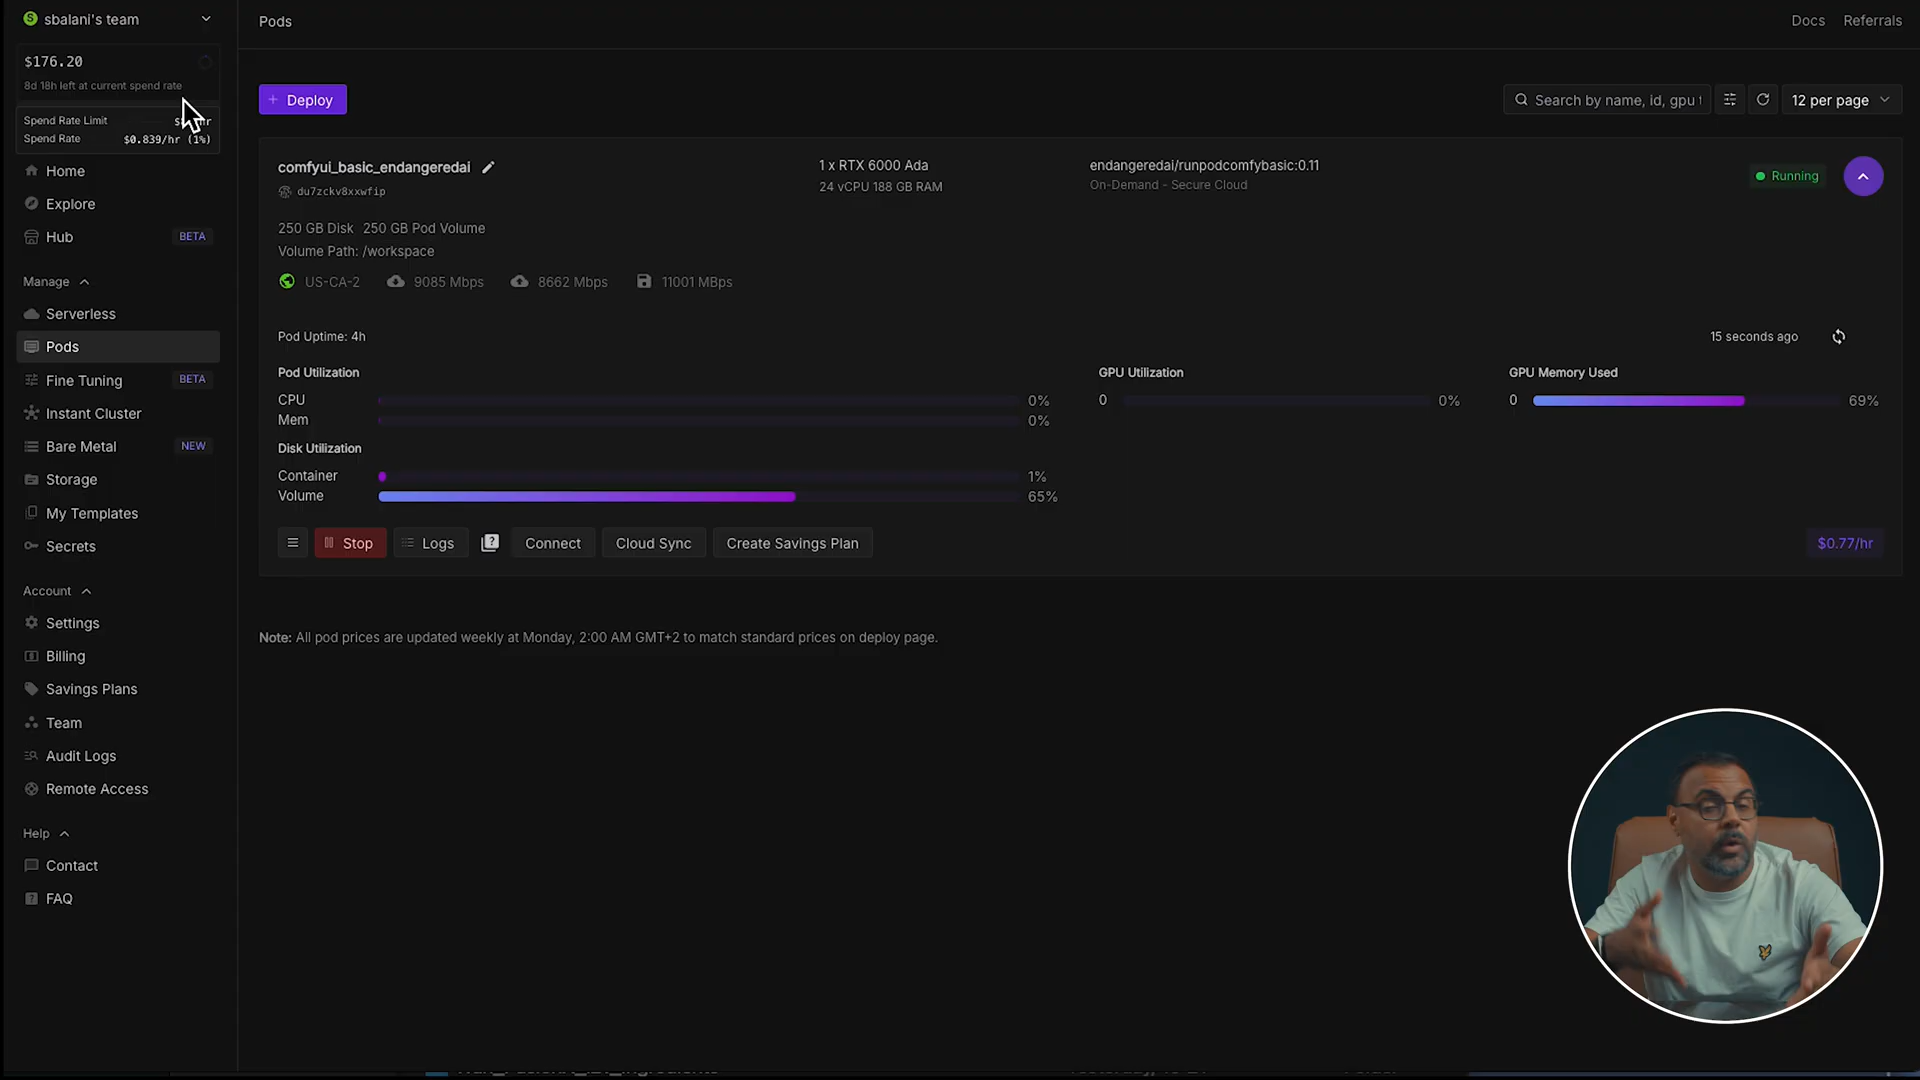 sbalani's team
$176.20
8d 18h left at current spend rate
Spend Rate Limit
Spend Rate $0.839/hr (1%)
Home
Explore
Hub BETA
Manage
Serverless
Pods
Fine Tuning BETA
Instant Cluster
Bare Metal NEW
Storage
My Templates
Secrets
Account
Settings
Billing
Savings Plans
Team
Audit Logs
Remote Access
Help
Contact
FAQ
Pods
Docs Referrals
+ Deploy
Search by name, id, gpu
12 per page
comfyui_basic_endangeredai
du7zckv8xxwfip
1 x RTX 6000 Ada
24 vCPU 188 GB RAM
endangeredai/runpodcomfybasic:0.11
On-Demand - Secure Cloud
Running
250 GB Disk 250 GB Pod Volume
Volume Path: /workspace
US-CA-2 9085 Mbps 8662 Mbps 11001 MBps
Pod Uptime: 4h
15 seconds ago
Pod Utilization
CPU 0%
Mem 0%
Disk Utilization
Container 1%
Volume 65%
GPU Utilization
0 0%
GPU Memory Used
0 69%
Stop Logs Connect Cloud Sync Create Savings Plan
$0.77/hr
Note: All pod prices are updated weekly at Monday, 2:00 AM GMT+2 to match standard prices on deploy page.